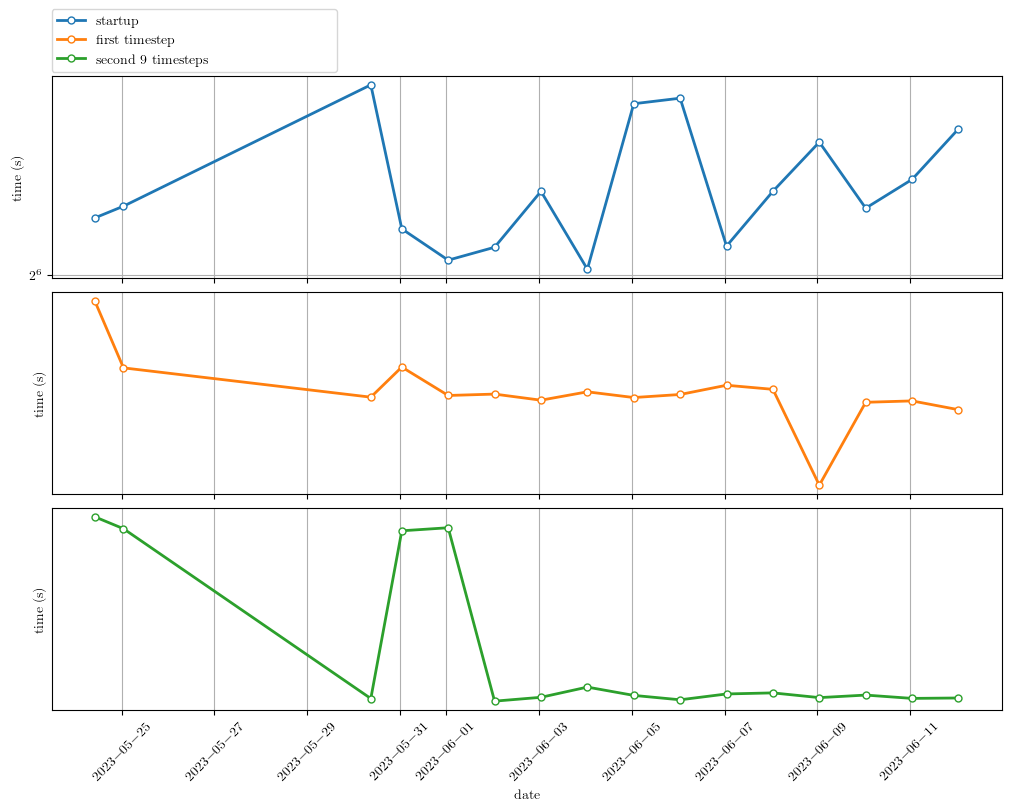 startup
first timestep
second 9 timesteps
time (s)
2⁶
time (s)
time (s)
2023−05−25
2023−05−27
2023−05−29
2023−05−31
2023−06−01
2023−06−03
2023−06−05
2023−06−07
2023−06−09
2023−06−11
date